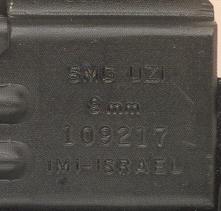 SMG UZI
9mm
109217
IMI-ISRAEL